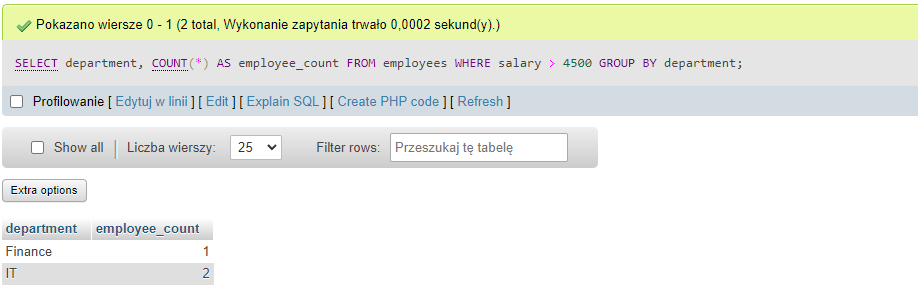 Pokazano wiersze 0 - 1 (2 total, Wykonanie zapytania trwało 0,0002 sekund(y).)
SELECT department, COUNT(*) AS employee_count FROM employees WHERE salary > 4500 GROUP BY department;
Profilowanie [ Edytuj w linii ] [ Edit ] [ Explain SQL ] [ Create PHP code ] [ Refresh ]
Show all | Liczba wierszy: 25 Filter rows: Przeszukaj tę tabelę
Extra options
department employee_count
Finance 1
IT 2